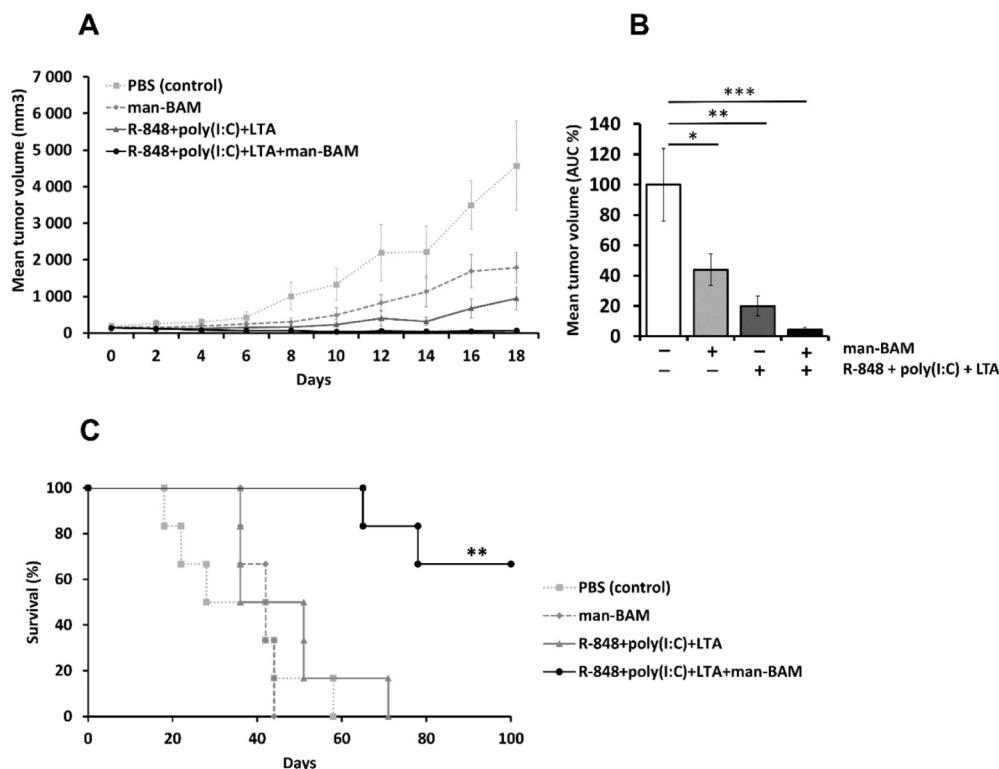 A
7 000
6 000
5 000
4 000
3 000
2 000
1 000
0
Mean tumor volume (mm3)
PBS (control)
man-BAM
R-848+poly(I:C)+LTA
R-848+poly(I:C)+LTA+man-BAM
0 2 4 6 8 10 12 14 16 18
Days
B
***
**
*
140
120
100
80
60
40
20
0
Mean tumor volume (AUC %)
− + − + man-BAM
− − + + R-848 + poly(I:C) + LTA
C
100
80
60
40
20
0
Survival (%)
**
0 20 40 60 80 100
Days
PBS (control)
man-BAM
R-848+poly(I:C)+LTA
R-848+poly(I:C)+LTA+man-BAM